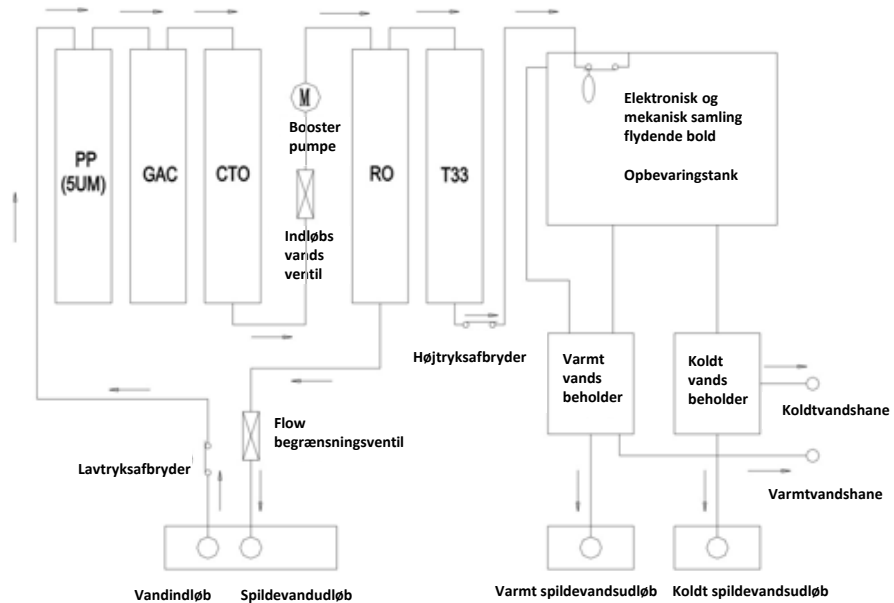 PP
(5UM)
GAC
CTO
M
Booster
pumpe
Indløbs
vands
ventil
RO
T33
Elektronisk og
mekanisk samling
flydende bold
Opbevaringstank
Højtryksafbryder
Varmt
vands
beholder
Koldt
vands
beholder
Koldtvandshane
Varmtvandshane
Flow
begrænsningsventil
Lavtryksafbryder
Vandindløb
Spildevandudløb
Varmt spildevandsudløb
Koldt spildevandsudløb